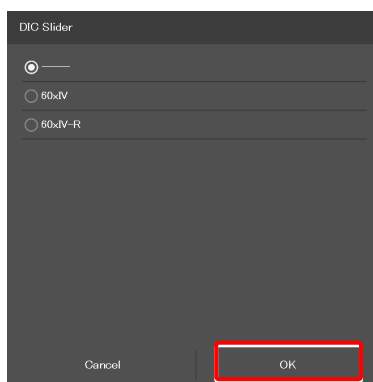 DIC Slider
———
60xIV
60xIV-R
Cancel
OK